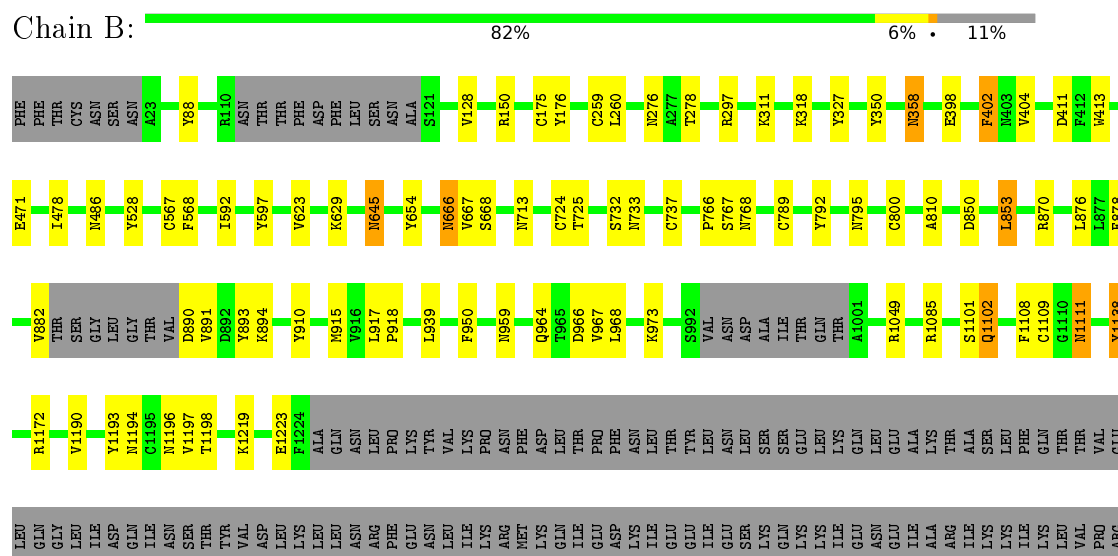 Chain B:
82% 6% • 11%
PHE PHE THR CYS ASN SER ASN A23 Y88 R110 ASN THR THR PHE ASP PHE LEU SER ASN ALA S121 V128 R150 C175 Y176 C259 L260 N276 A277 T278 R297 K311 K318 Y327 Y350 N358 E398 F402 N403 V404 D411 F412 W413
E471 I478 N486 Y528 C567 F568 I592 Y597 V623 K629 N645 Y654 N666 V667 S668 N713 C724 T725 S732 N733 C737 P766 S767 N768 C789 Y792 N795 C800 A810 D850 L853 R870 L876 L877 E878
V882 THR SER GLY LEU GLY THR VAL D890 V891 D892 Y893 K894 Y910 M915 V916 L917 P918 L939 F950 N959 Q964 T965 D966 V967 L968 K973 S992 VAL ASN ASP ALA ILE THR GLN THR A1001 R1049 R1085 S1101 Q1102 F1108 C1109 G1110 N1111 Y1138
R1172 V1190 Y1193 N1194 C1195 N1196 V1197 T1198 K1219 E1223 F1224 ALA GLN ASN LEU PRO LYS TYR VAL LYS PRO ASN PHE ASP LEU THR PRO PHE ASN ILE LEU THR TYR LEU ASN LEU SER SER GLU LEU LYS GLN LEU GLU ALA LYS THR ALA SER LEU PHE GLN THR THR VAL GLU
LEU GLN GLY LEU ILE ASP GLN ILE ASN SER THR TYR VAL ASP LEU LYS LEU LEU ASN ARG PHE GLU ASN LEU ILE LYS ARG MET LYS GLN ILE GLU ASP LYS ILE GLU GLU ILE GLU SER LYS GLN LYS LYS ILE GLU ASN GLU ILE ALA ARG ILE LYS LYS ILE LYS LEU VAL PRO